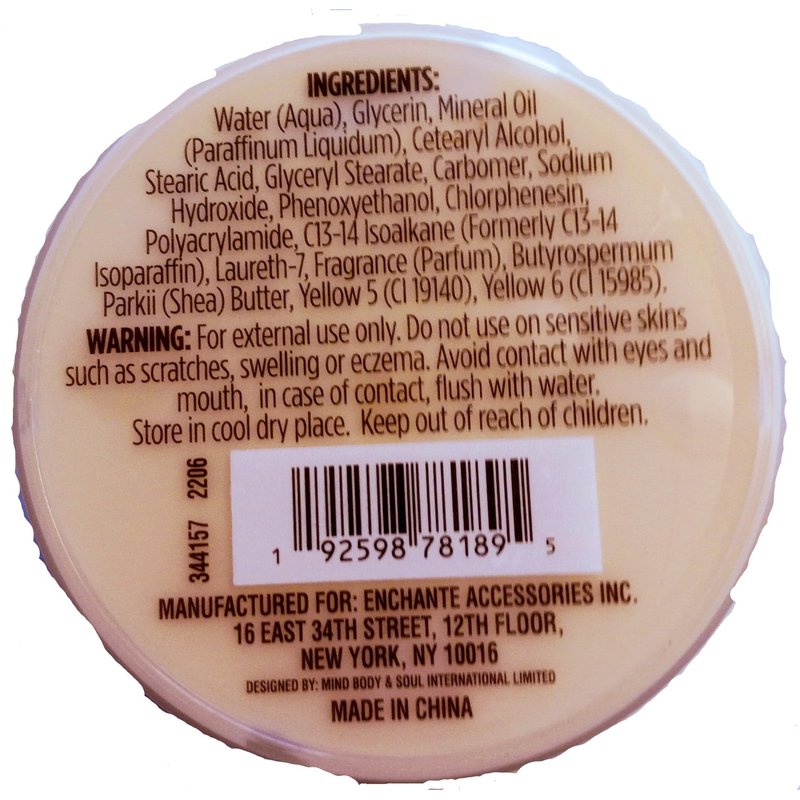 INGREDIENTS:
Water (Aqua), Glycerin, Mineral Oil
(Paraffinum Liquidum), Cetearyl Alcohol,
Stearic Acid, Glyceryl Stearate, Carbomer, Sodium
Hydroxide, Phenoxyethanol, Chlorphenesin,
Polyacrylamide, C13-14 Isoalkane (Formerly C13-14
Isoparaffin), Laureth-7, Fragrance (Parfum), Butyrospermum
Parkii (Shea) Butter, Yellow 5 (CI 19140), Yellow 6 (CI 15985).
WARNING: For external use only. Do not use on sensitive skins
such as scratches, swelling or eczema. Avoid contact with eyes and
mouth, in case of contact, flush with water.
Store in cool dry place. Keep out of reach of children.
344157 2206
1 92598 78189 5
MANUFACTURED FOR: ENCHANTE ACCESSORIES INC.
16 EAST 34TH STREET, 12TH FLOOR,
NEW YORK, NY 10016
DESIGNED BY: MIND BODY & SOUL INTERNATIONAL LIMITED
MADE IN CHINA